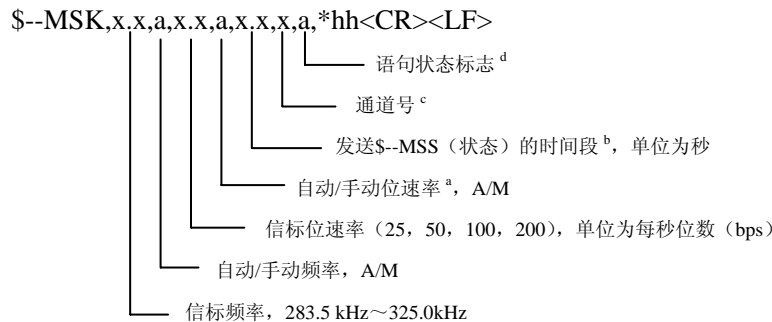 $--MSK,x.x,a,x.x,a,x.x,x,a,*hh<CR><LF>
语句状态标志 d
通道号 c
发送$--MSS（状态）的时间段 b，单位为秒
自动/手动位速率 a，A/M
信标位速率（25，50，100，200），单位为每秒位数（bps）
自动/手动频率，A/M
信标频率，283.5 kHz～325.0kHz